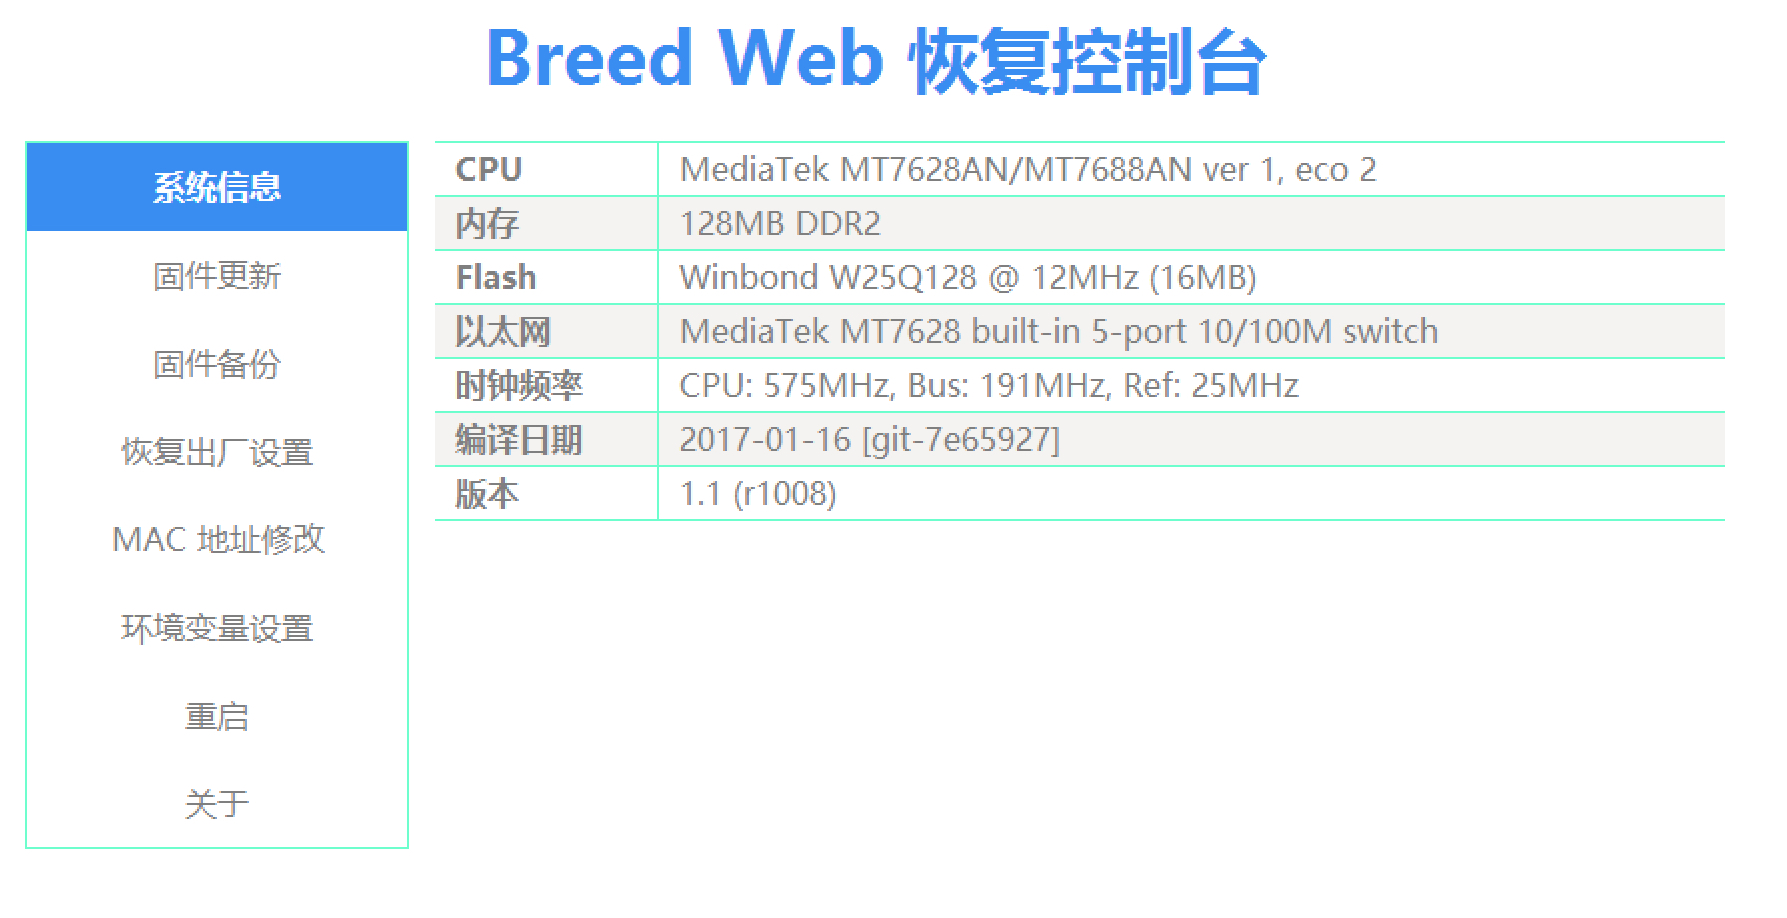 Breed Web 恢复控制台
系统信息
固件更新
固件备份
恢复出厂设置
MAC 地址修改
环境变量设置
重启
关于
CPU MediaTek MT7628AN/MT7688AN ver 1, eco 2
内存 128MB DDR2
Flash Winbond W25Q128 @ 12MHz (16MB)
以太网 MediaTek MT7628 built-in 5-port 10/100M switch
时钟频率 CPU: 575MHz, Bus: 191MHz, Ref: 25MHz
编译日期 2017-01-16 [git-7e65927]
版本 1.1 (r1008)